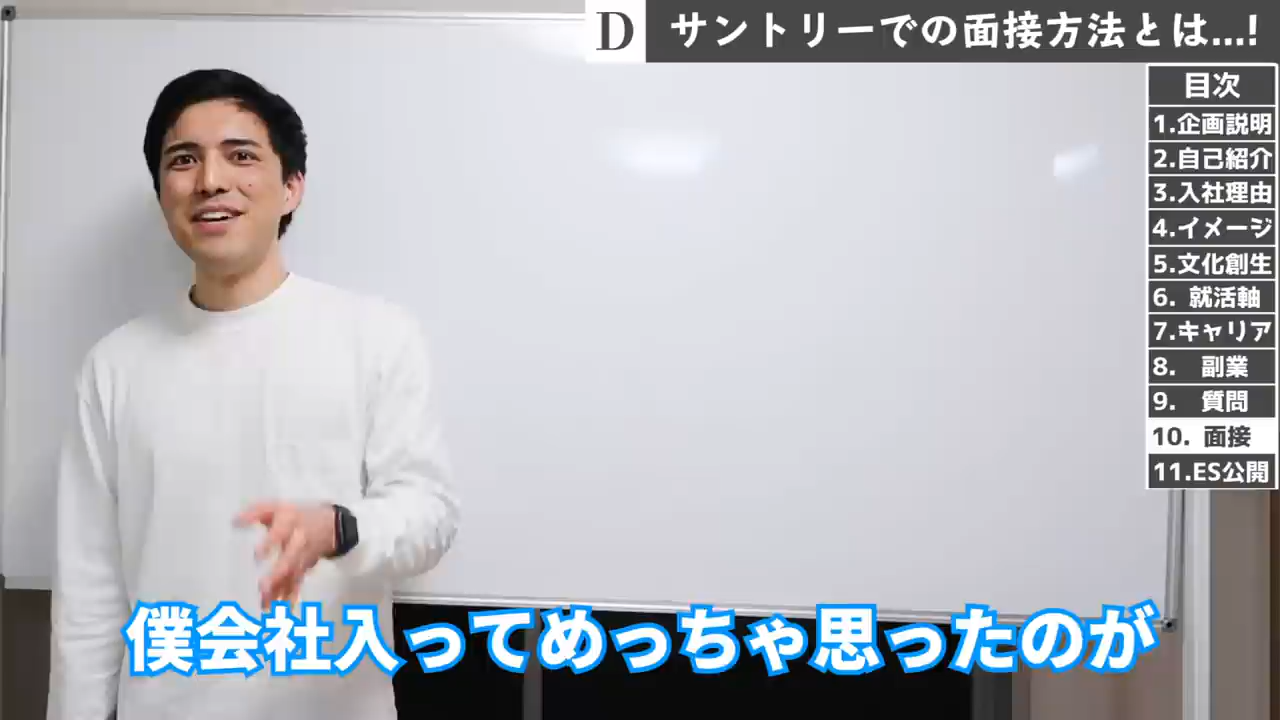 D サントリーでの面接方法とは...!
目次
1.企画説明
2.自己紹介
3.入社理由
4.イメージ
5.文化創生
6. 就活軸
7.キャリア
8. 副業
9. 質問
10. 面接
11.ES公開
僕会社入ってめっちゃ思ったのが